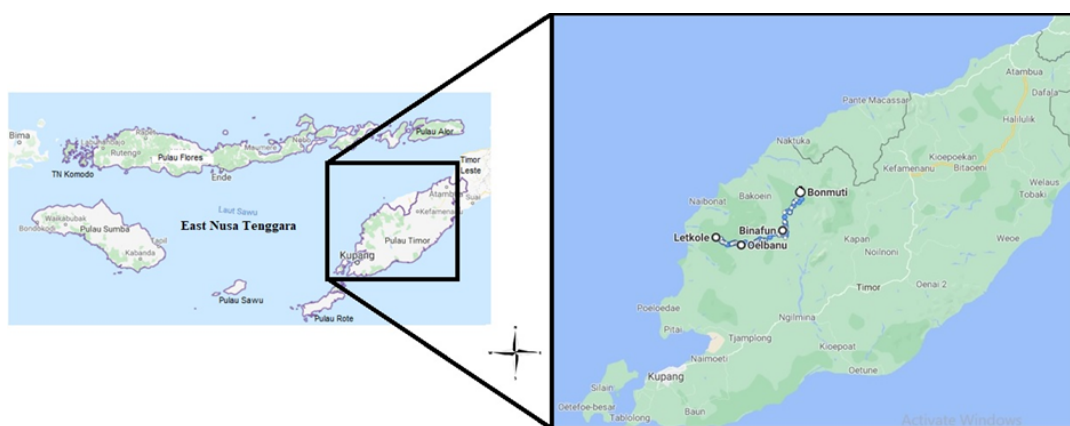 Bima
Labuhanbajo
Ruteng
Pulau Flores
Maumere
Ende
Pulau Alor
TN Komodo
Timor
Leste
Laut Sawu
East Nusa Tenggara
Waikabubak
Bondokodi
Pulau Sumba
Kabanda
Pulau Sawu
Atambua
Suai
Kefamenanu
Pulau Timor
Kupang
Pulau Rote
Atambua
Dafala
Halilulik
Pante Macassar
Naktuka
Kioepoekan
Kefamenanu
Bitaoeni
Welaus
Tobaki
Bakoein
Bonmuti
Naibonat
Binafun
Letkole
Oelbanu
Kapan
Weoe
Noilnoni
Timor
Oenai 2
Poeloedae
Ngilmina
Pitai
Tjamplong
Kioepoat
Naimoeti
Oetune
Kupang
Silain
Oetefoe-besar
Baun
Tabiolong
Activate Windows